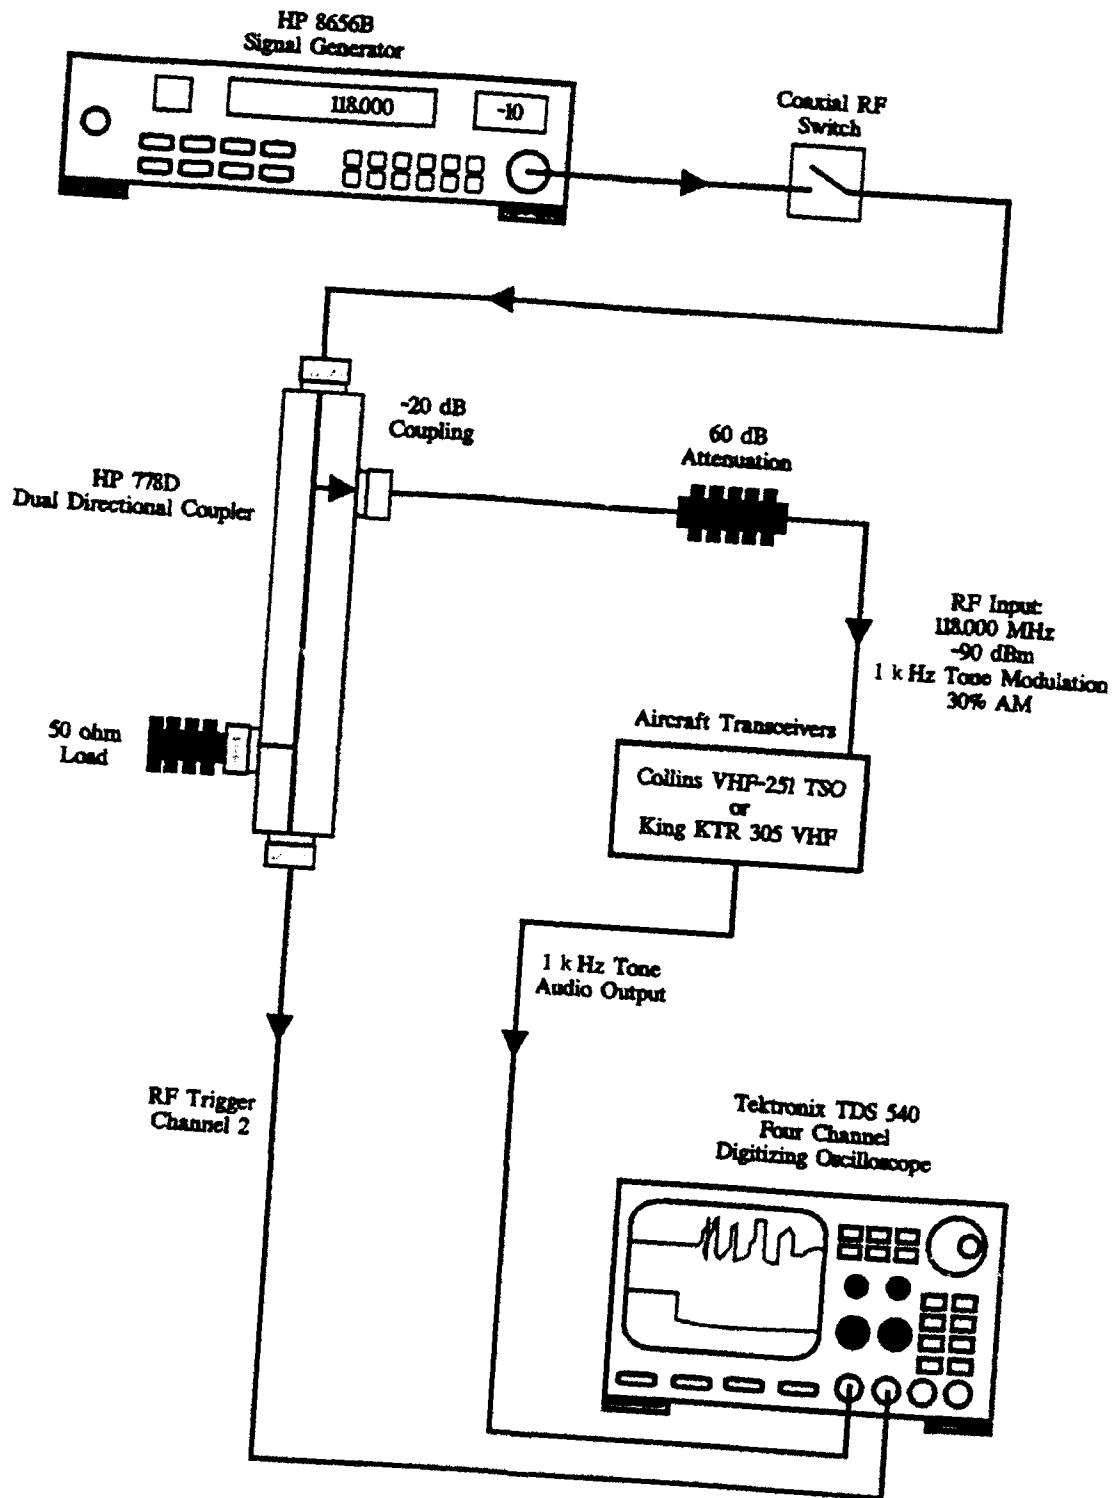 HP 8656B
Signal Generator
118.000
-10
Coaxial RF
Switch
-20 dB
Coupling
60 dB
Attenuation
HP 778D
Dual Directional Coupler
RF Input:
118.000 MHz
-90 dBm
1 kHz Tone Modulation
30% AM
50 ohm
Load
Aircraft Transceivers
Collins VHF-251 TSO
or
King KTR 305 VHF
1 kHz Tone
Audio Output
RF Trigger
Channel 2
Tektronix TDS 540
Four Channel
Digitizing Oscilloscope